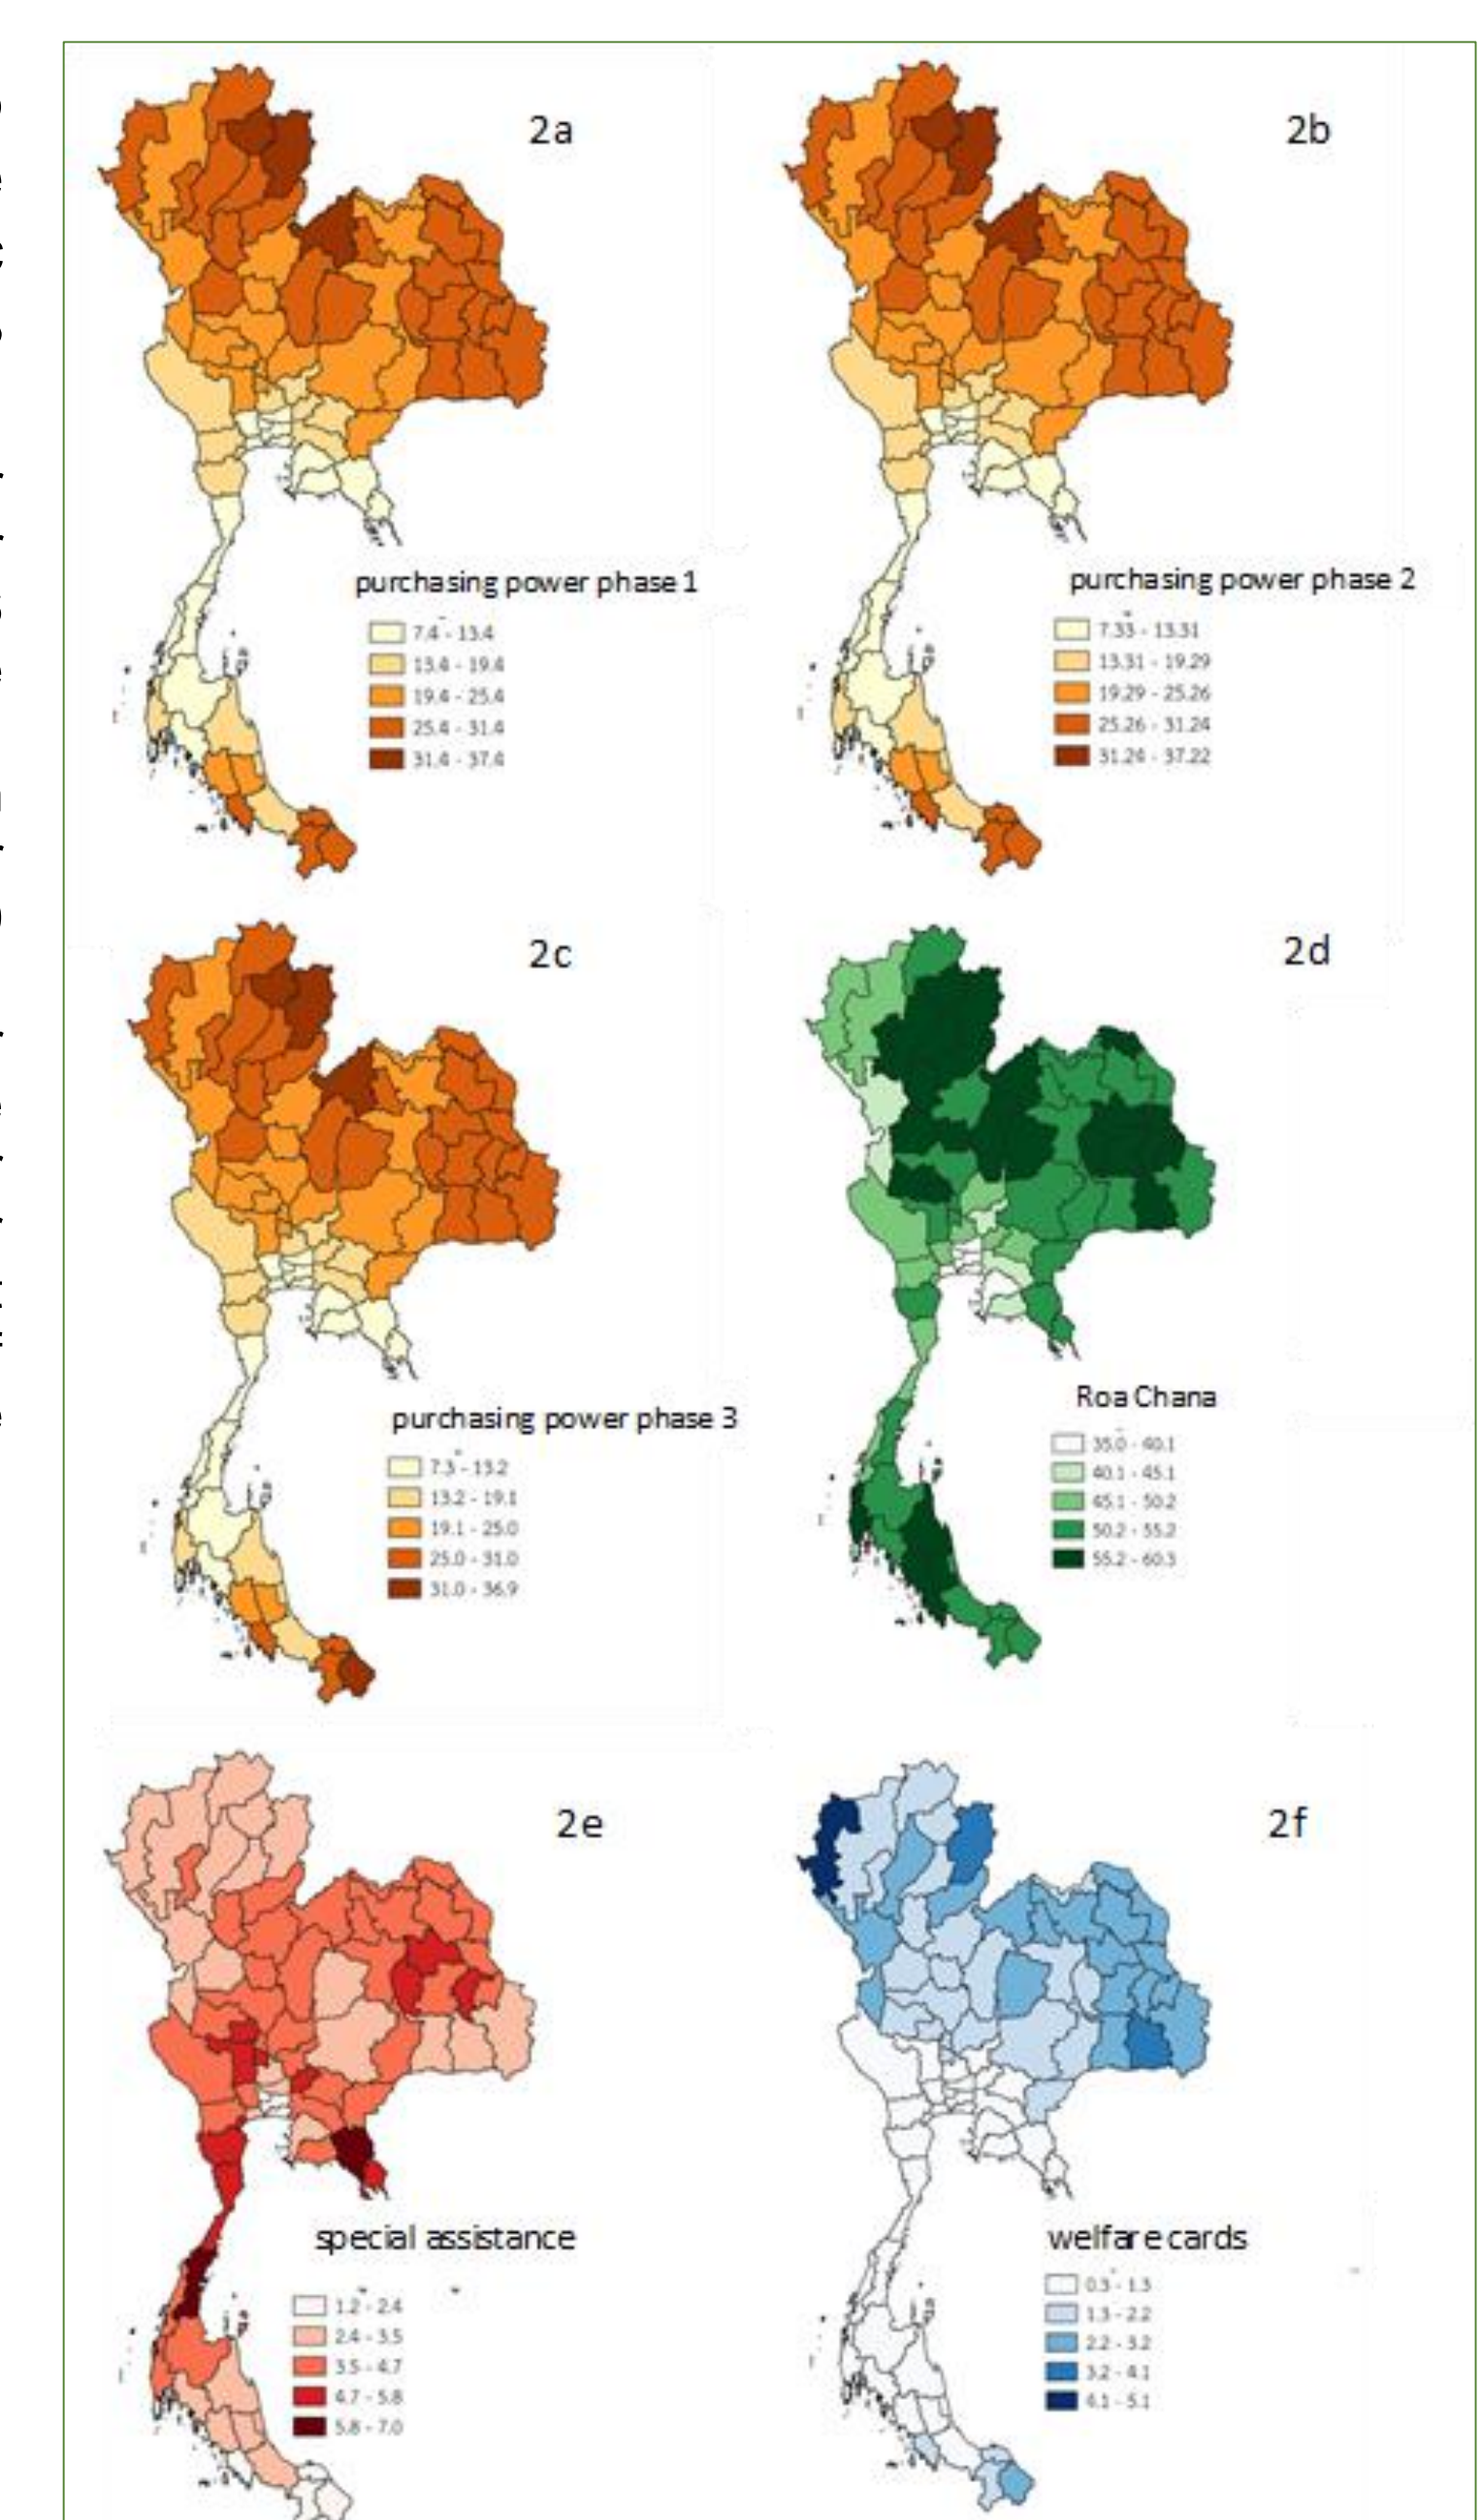 2a
purchasing power phase 1
7.4 - 13.4
13.4 - 19.4
19.4 - 25.4
25.4 - 31.4
31.4 - 37.4
2b
purchasing power phase 2
7.33 - 13.31
13.31 - 19.29
19.29 - 25.26
25.26 - 31.24
31.24 - 37.22
2c
purchasing power phase 3
7.3 - 13.2
13.2 - 19.1
19.1 - 25.0
25.0 - 31.0
31.0 - 36.9
2d
Roa Chana
35.0 - 40.1
40.1 - 45.1
45.1 - 50.2
50.2 - 55.2
55.2 - 60.3
2e
special assistance
1.2 - 2.4
2.4 - 3.5
3.5 - 4.7
4.7 - 5.8
5.8 - 7.0
2f
welfare cards
0.3 - 1.3
1.3 - 2.2
2.2 - 3.2
3.2 - 4.1
4.1 - 5.1